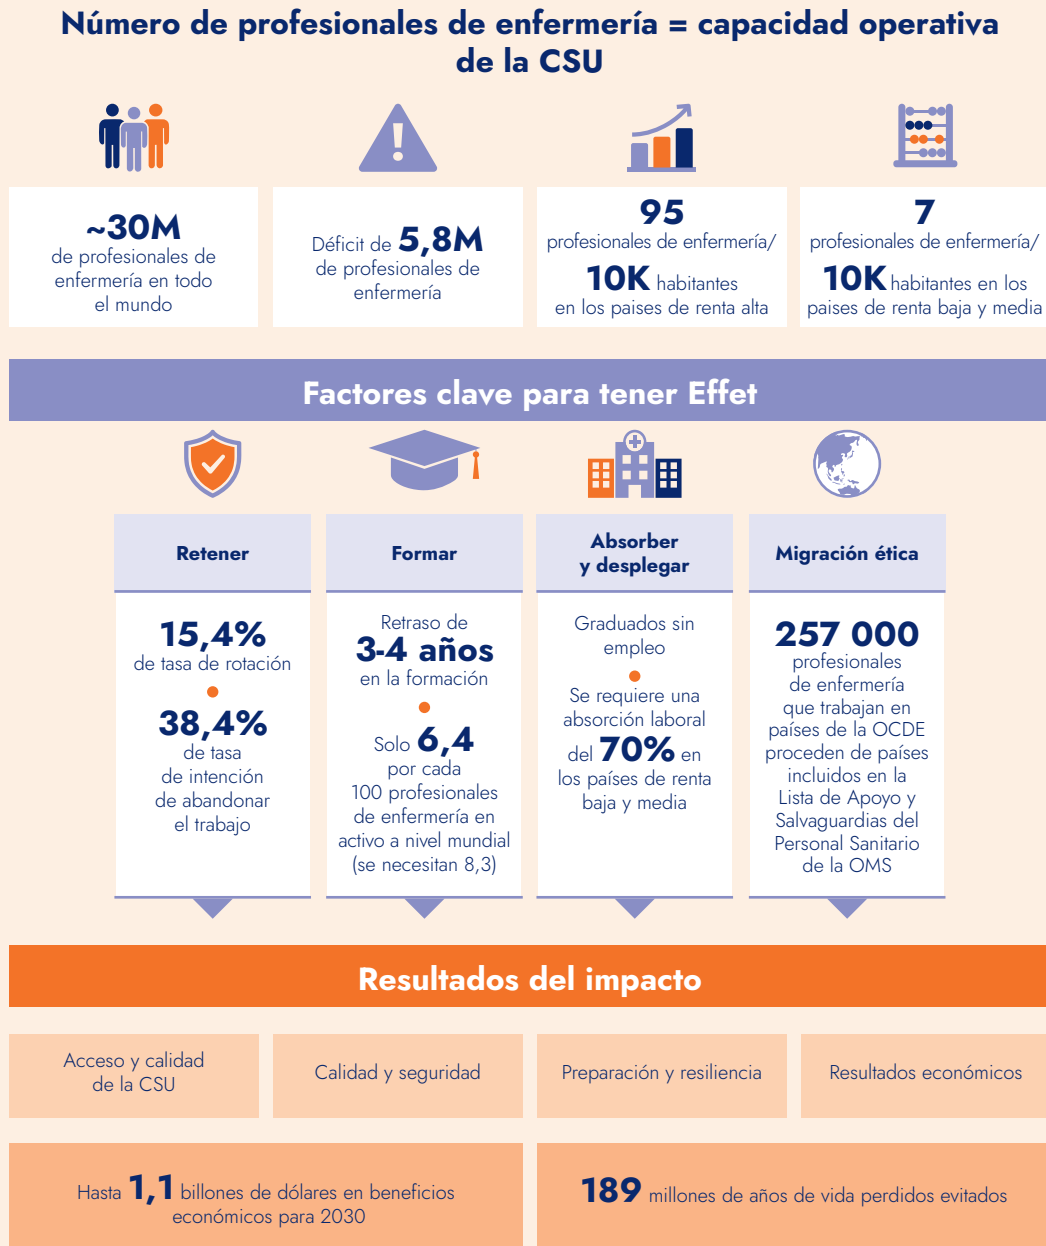 Número de profesionales de enfermería = capacidad operativa
de la CSU
~30M
de profesionales de
enfermería en todo
el mundo
Déficit de 5,8M
de profesionales de
enfermería
95
profesionales de enfermería/
10K habitantes
en los paises de renta alta
7
profesionales de enfermería/
10K habitantes en los
paises de renta baja y media
Factores clave para tener Effet
Retener
15,4%
de tasa de rotación
38,4%
de tasa
de intención
de abandonar
el trabajo
Formar
Retraso de
3-4 años
en la formación
Solo 6,4
por cada
100 profesionales
de enfermería en
activo a nivel mundial
(se necesitan 8,3)
Absorber
y desplegar
Graduados sin
empleo
Se requiere una
absorción laboral
del 70% en
los países de renta
baja y media
Migración ética
257 000
profesionales
de enfermería
que trabajan en
países de la OCDE
proceden de países
incluidos en la
Lista de Apoyo y
Salvaguardias del
Personal Sanitario
de la OMS
Resultados del impacto
Acceso y calidad
de la CSU
Calidad y seguridad
Preparación y resiliencia
Resultados económicos
Hasta 1,1 billones de dólares en beneficios
económicos para 2030
189 millones de años de vida perdidos evitados